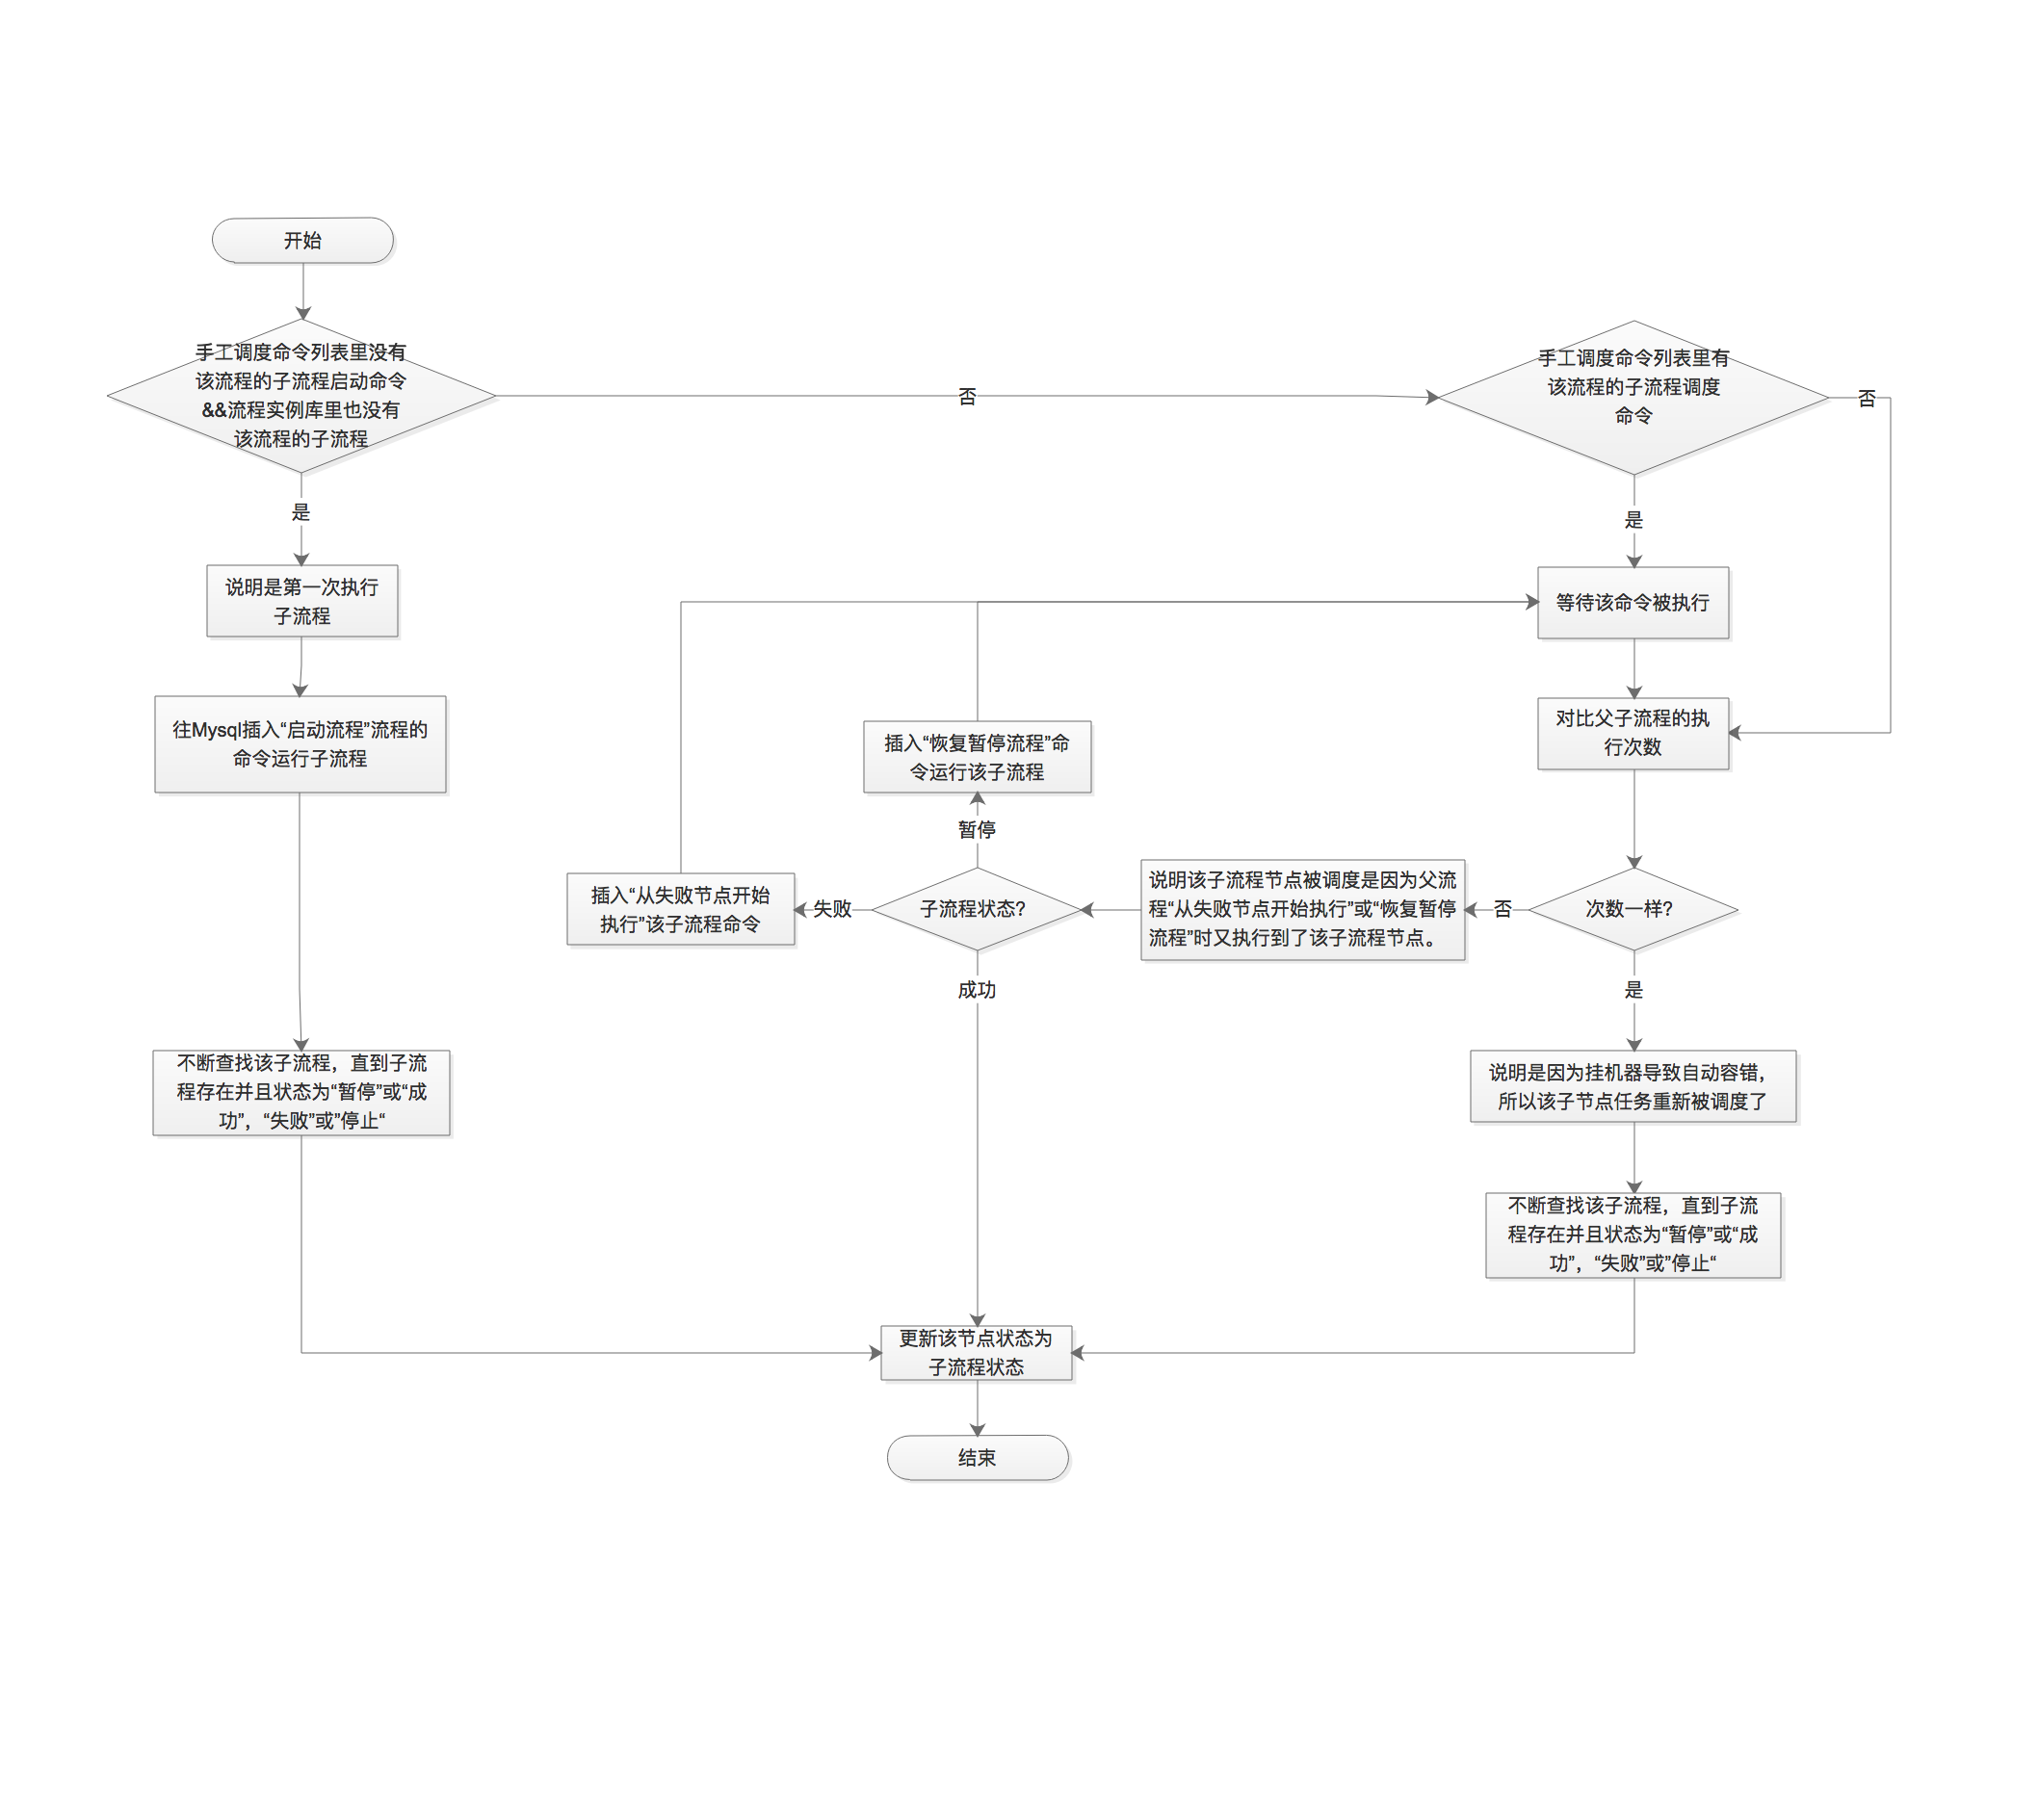 开始
手工调度命令列表里没有
该流程的子流程启动命令
&&流程实例库里也没有
该流程的子流程
否
手工调度命令列表里有
该流程的子流程调度
命令
否
是
是
说明是第一次执行
子流程
等待该命令被执行
往Mysql插入“启动流程”流程的
命令运行子流程
插入“恢复暂停流程”命
令运行该子流程
对比父子流程的执
行次数
暂停
插入“从失败节点开始
执行”该子流程命令
失败
子流程状态?
说明该子流程节点被调度是因为父流
程“从失败节点开始执行”或“恢复暂停
流程”时又执行到了该子流程节点。
否
次数一样?
成功
是
不断查找该子流程，直到子流
程存在并且状态为“暂停”或“成
功”，“失败”或”停止“
说明是因为挂机器导致自动容错，
所以该子节点任务重新被调度了
不断查找该子流程，直到子流
程存在并且状态为“暂停”或“成
功”，“失败”或”停止“
更新该节点状态为
子流程状态
结束